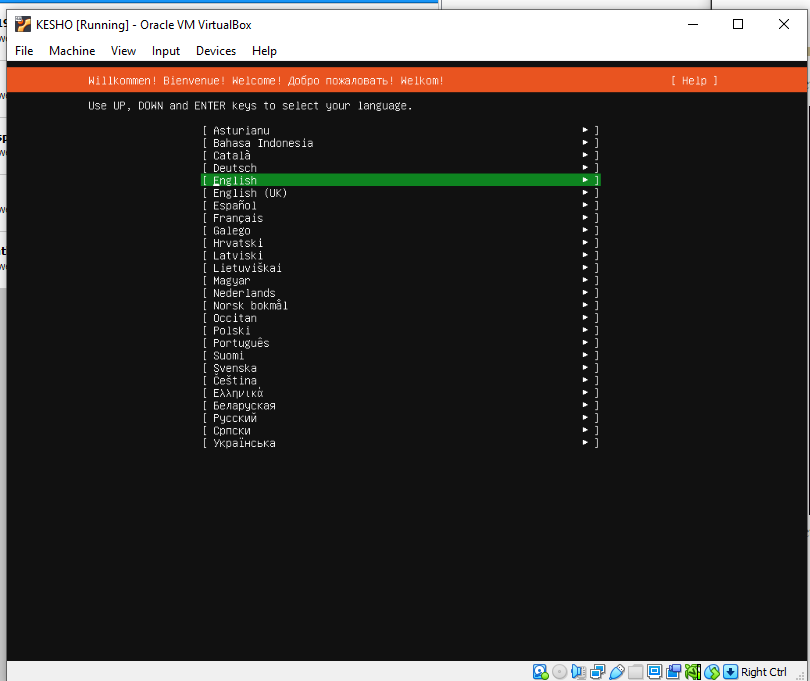 KESHO [Running] - Oracle VM VirtualBox
File Machine View Input Devices Help
Willkommen! Bienvenue! Welcome! Добро пожаловать! Welkom! [ Help ]
Use UP, DOWN and ENTER keys to select your language.
[ Asturianu ▸ ]
[ Bahasa Indonesia ▸ ]
[ Català ▸ ]
[ Deutsch ▸ ]
[ English ▸ ]
[ English (UK) ▸ ]
[ Español ▸ ]
[ Français ▸ ]
[ Galego ▸ ]
[ Hrvatski ▸ ]
[ Latviski ▸ ]
[ Lietuviškai ▸ ]
[ Magyar ▸ ]
[ Nederlands ▸ ]
[ Norsk bokmål ▸ ]
[ Occitan ▸ ]
[ Polski ▸ ]
[ Português ▸ ]
[ Suomi ▸ ]
[ Svenska ▸ ]
[ Čeština ▸ ]
[ Ελληνικά ▸ ]
[ Беларуская ▸ ]
[ Русский ▸ ]
[ Српски ▸ ]
[ Українська ▸ ]
Right Ctrl